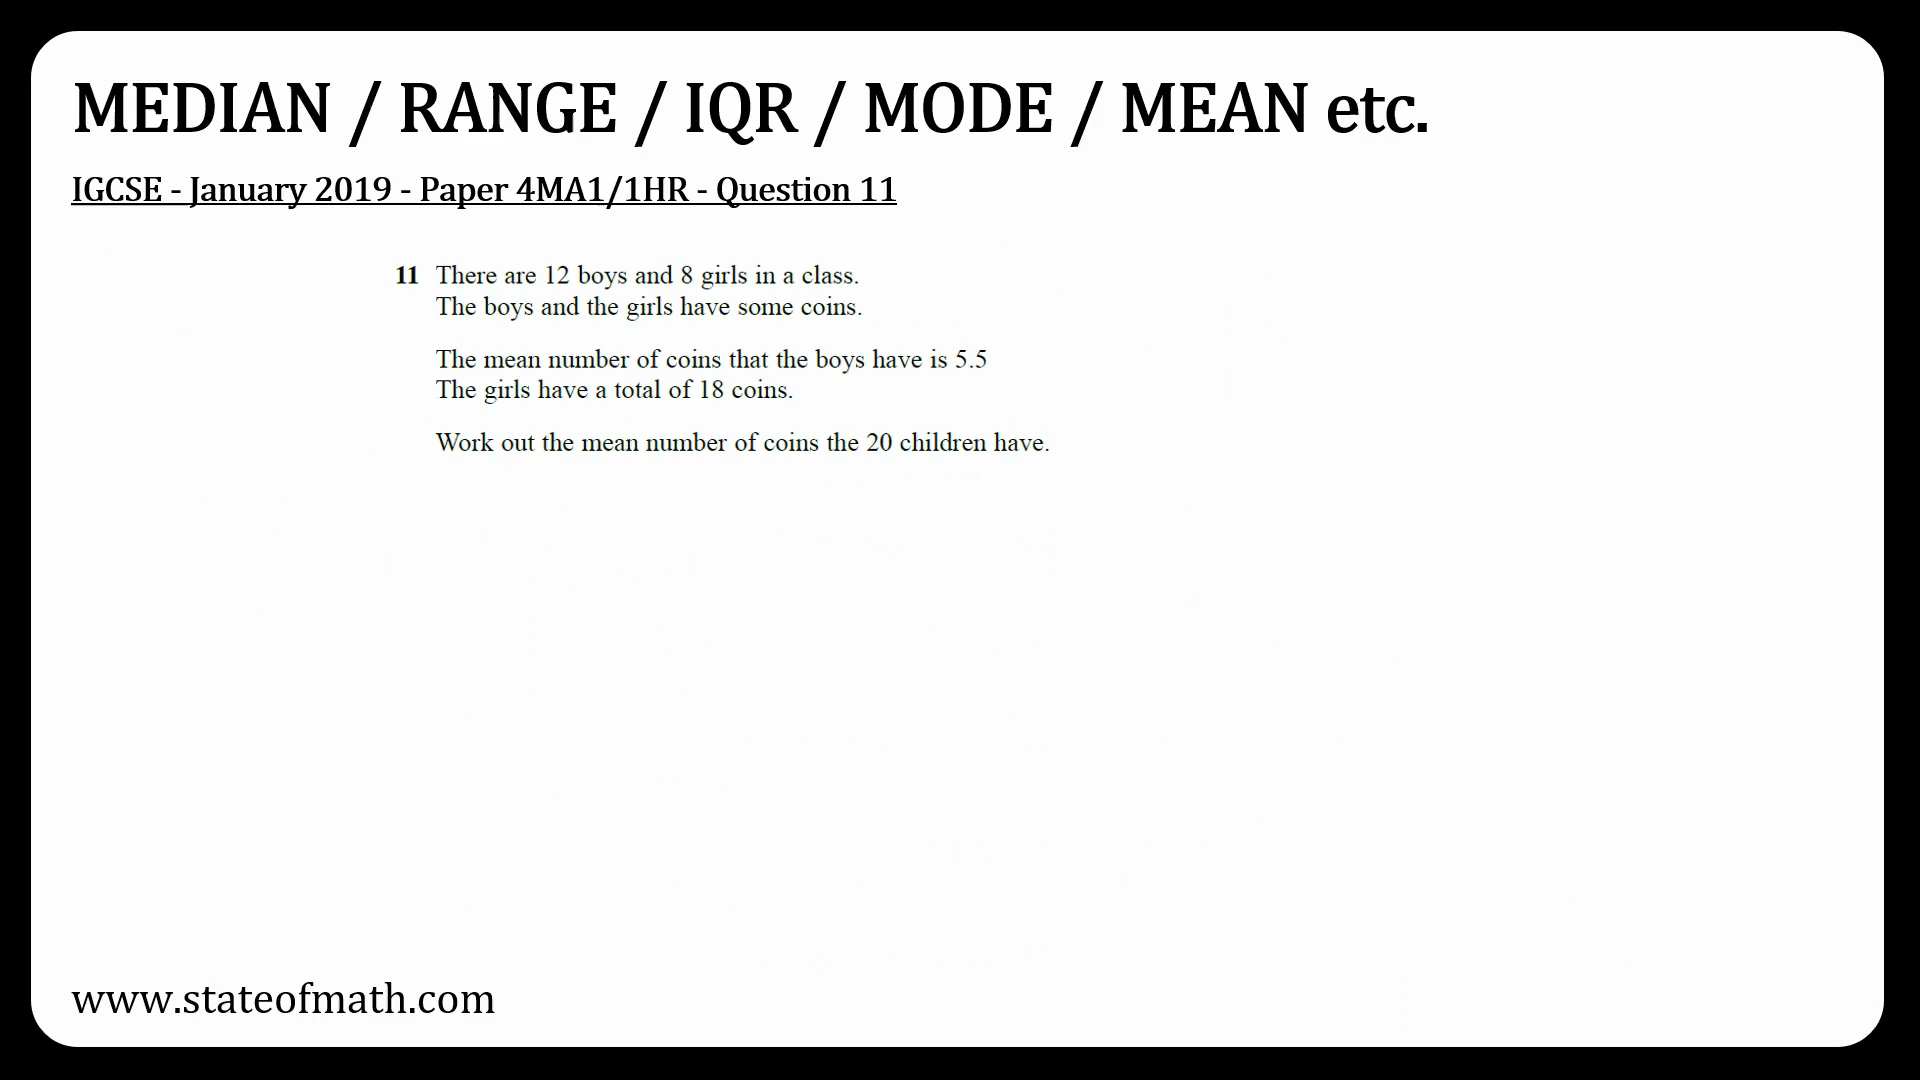 MEDIAN / RANGE / IQR / MODE / MEAN etc.
IGCSE - January 2019 - Paper 4MA1/1HR - Question 11
11 There are 12 boys and 8 girls in a class.
The boys and the girls have some coins.
The mean number of coins that the boys have is 5.5
The girls have a total of 18 coins.
Work out the mean number of coins the 20 children have.
www.stateofmath.com